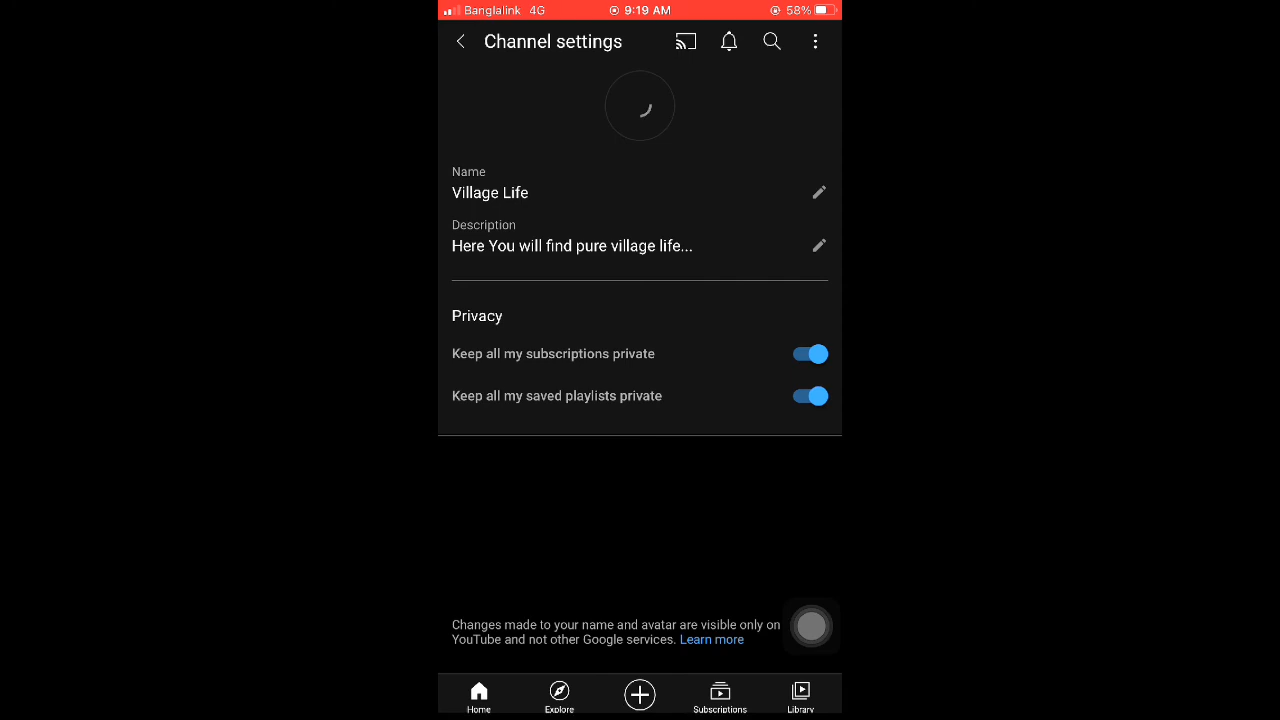 Banglalink 4G 9:19 AM 58%
Channel settings
Name
Village Life
Description
Here You will find pure village life...
Privacy
Keep all my subscriptions private
Keep all my saved playlists private
Changes made to your name and avatar are visible only on
YouTube and not other Google services. Learn more
Home Explore Subscriptions Library